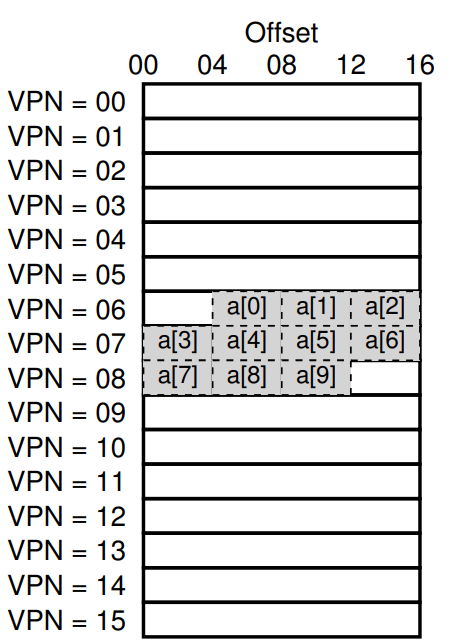 Offset
00 04 08 12 16
VPN = 00
VPN = 01
VPN = 02
VPN = 03
VPN = 04
VPN = 05
VPN = 06 a[0] a[1] a[2]
VPN = 07 a[3] a[4] a[5] a[6]
VPN = 08 a[7] a[8] a[9]
VPN = 09
VPN = 10
VPN = 11
VPN = 12
VPN = 13
VPN = 14
VPN = 15